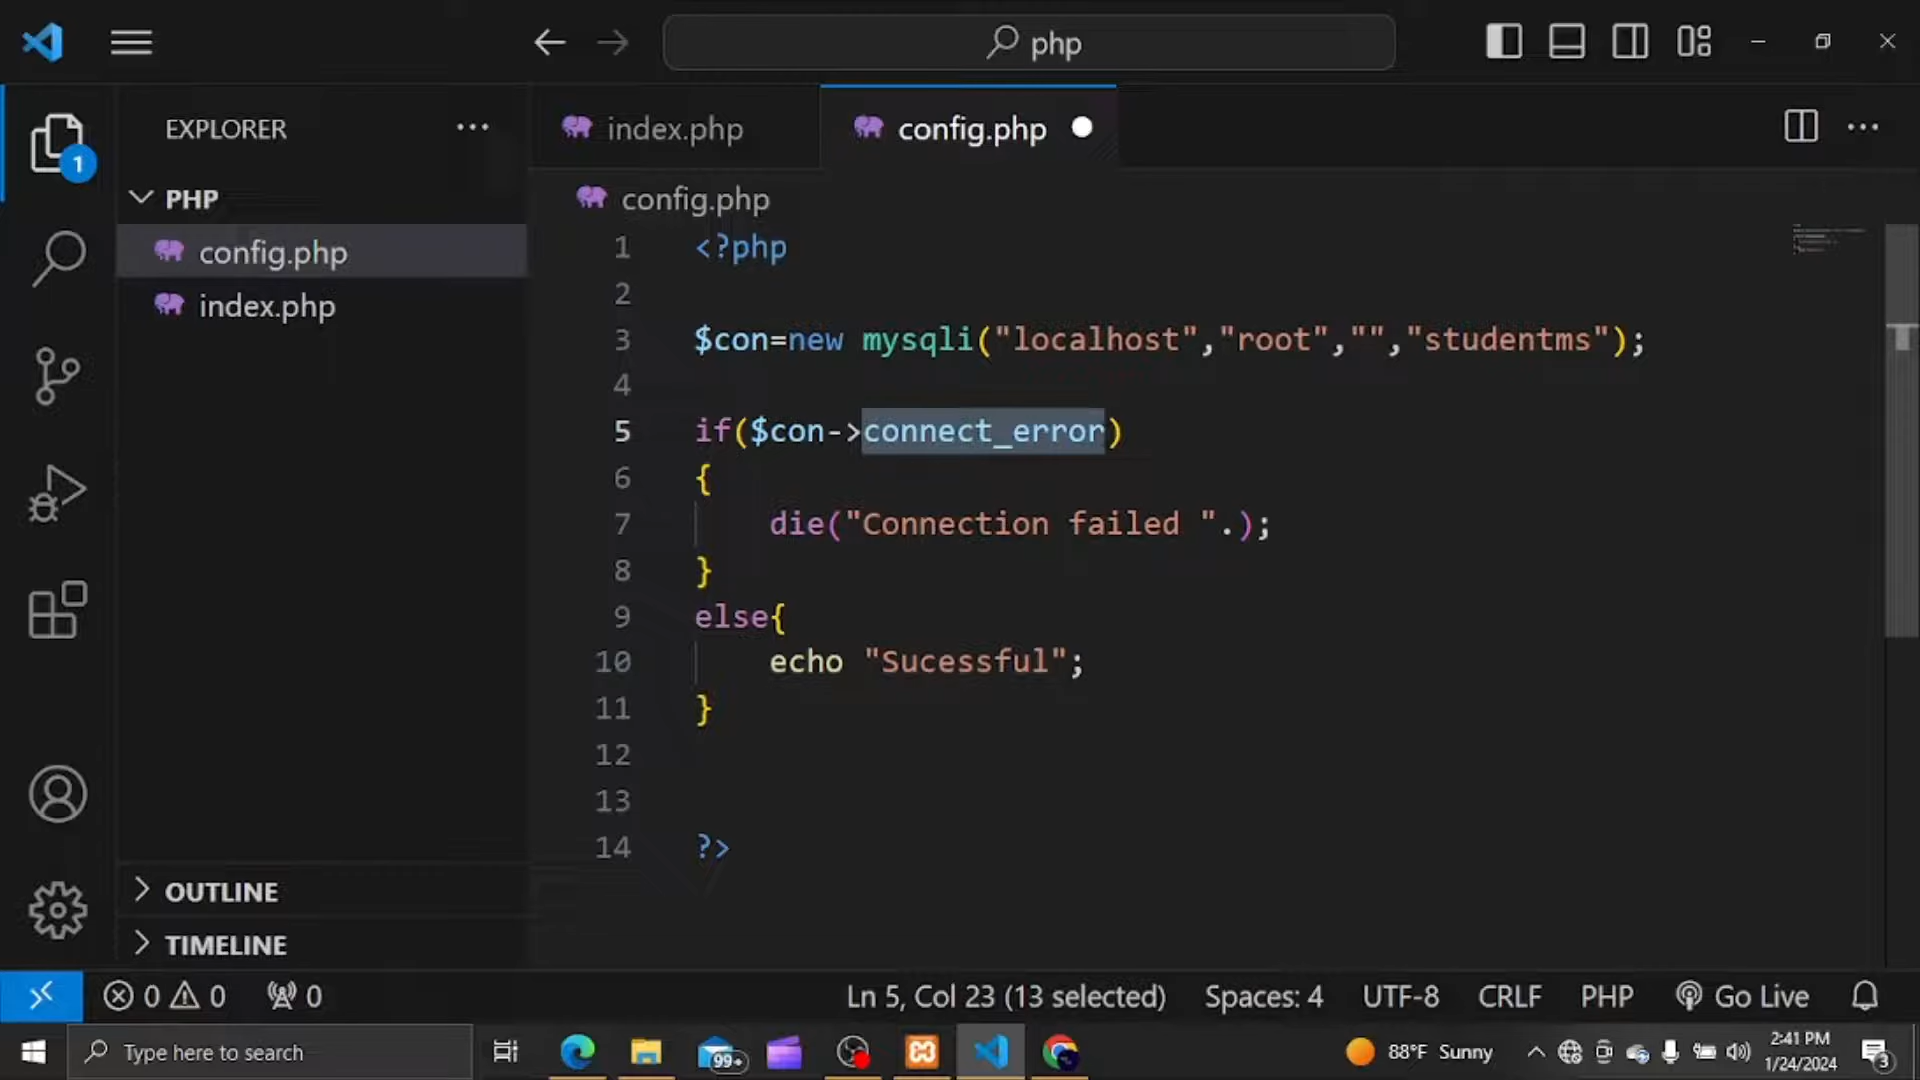 php
EXPLORER
index.php
config.php
1
PHP
config.php
config.php
index.php
1 <?php
2
3 $con=new mysqli("localhost","root","","studentms");
4
5 if($con->connect_error)
6 {
7 die("Connection failed ".);
8 }
9 else{
10 echo "Sucessful";
11 }
12
13
14 ?>
OUTLINE
TIMELINE
0 0 0 Ln 5, Col 23 (13 selected) Spaces: 4 UTF-8 CRLF PHP Go Live
Type here to search 99+ 88°F Sunny 2:41 PM
1/24/2024
3